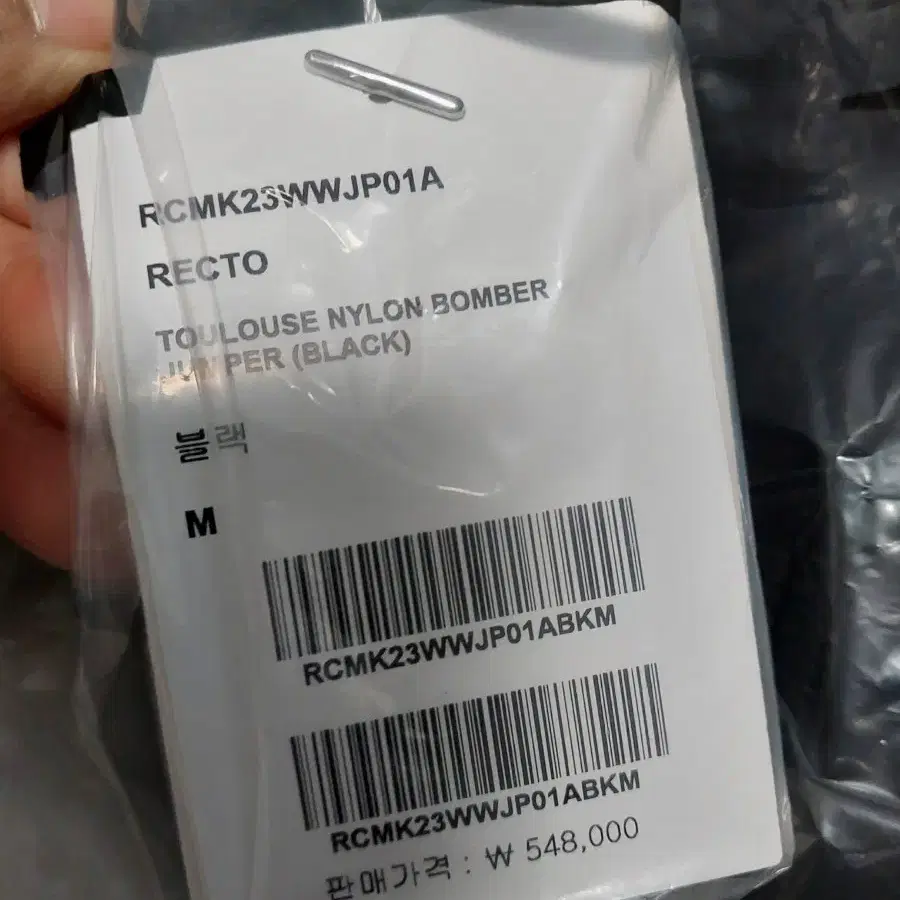 RCMK23WWJP01A
RECTO
TOULOUSE NYLON BOMBER
JUMPER (BLACK)
블랙
M
RCMK23WWJP01ABKM
RCMK23WWJP01ABKM
판매가격 : ₩ 548,000